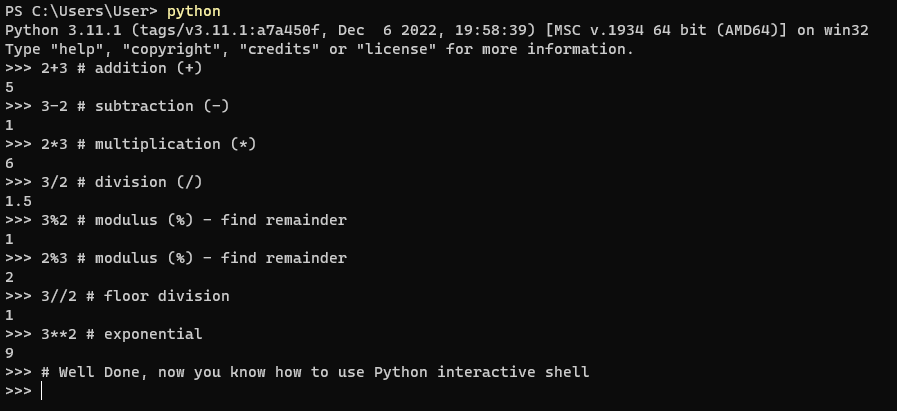 PS C:\Users\User> python
Python 3.11.1 (tags/v3.11.1:a7a450f, Dec  6 2022, 19:58:39) [MSC v.1934 64 bit (AMD64)] on win32
Type "help", "copyright", "credits" or "license" for more information.
>>> 2+3 # addition (+)
5
>>> 3-2 # subtraction (-)
1
>>> 2*3 # multiplication (*)
6
>>> 3/2 # division (/)
1.5
>>> 3%2 # modulus (%) - find remainder
1
>>> 2%3 # modulus (%) - find remainder
2
>>> 3//2 # floor division
1
>>> 3**2 # exponential
9
>>> # Well Done, now you know how to use Python interactive shell
>>>